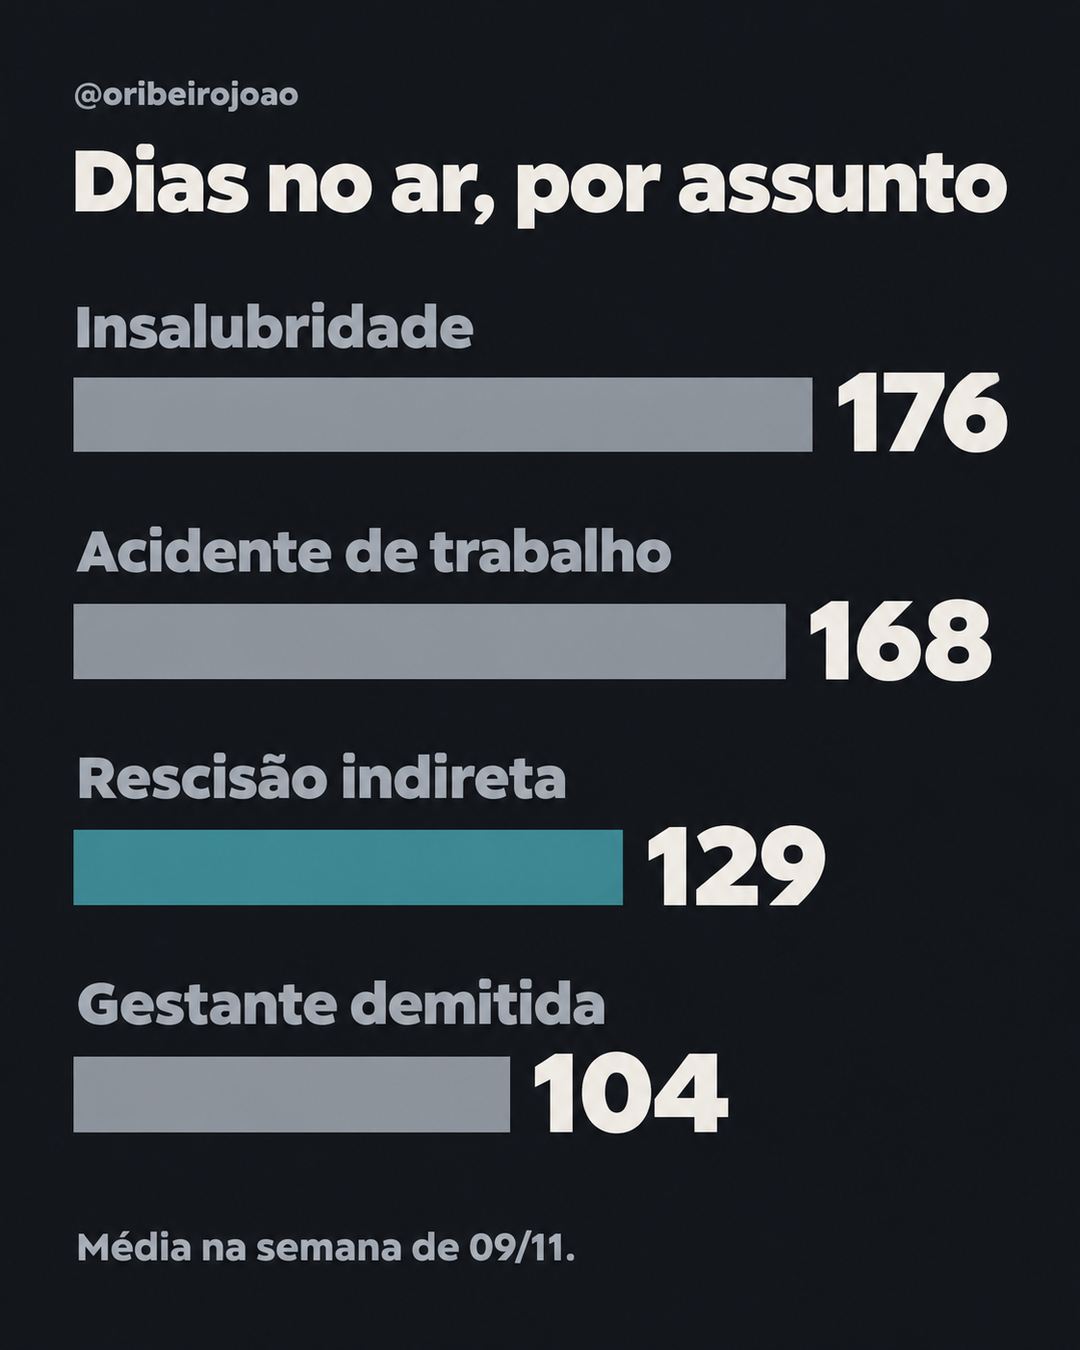 @oribeirojoao
Dias no ar, por assunto
Insalubridade
176
Acidente de trabalho
168
Rescisão indireta
129
Gestante demitida
104
Média na semana de 09/11.